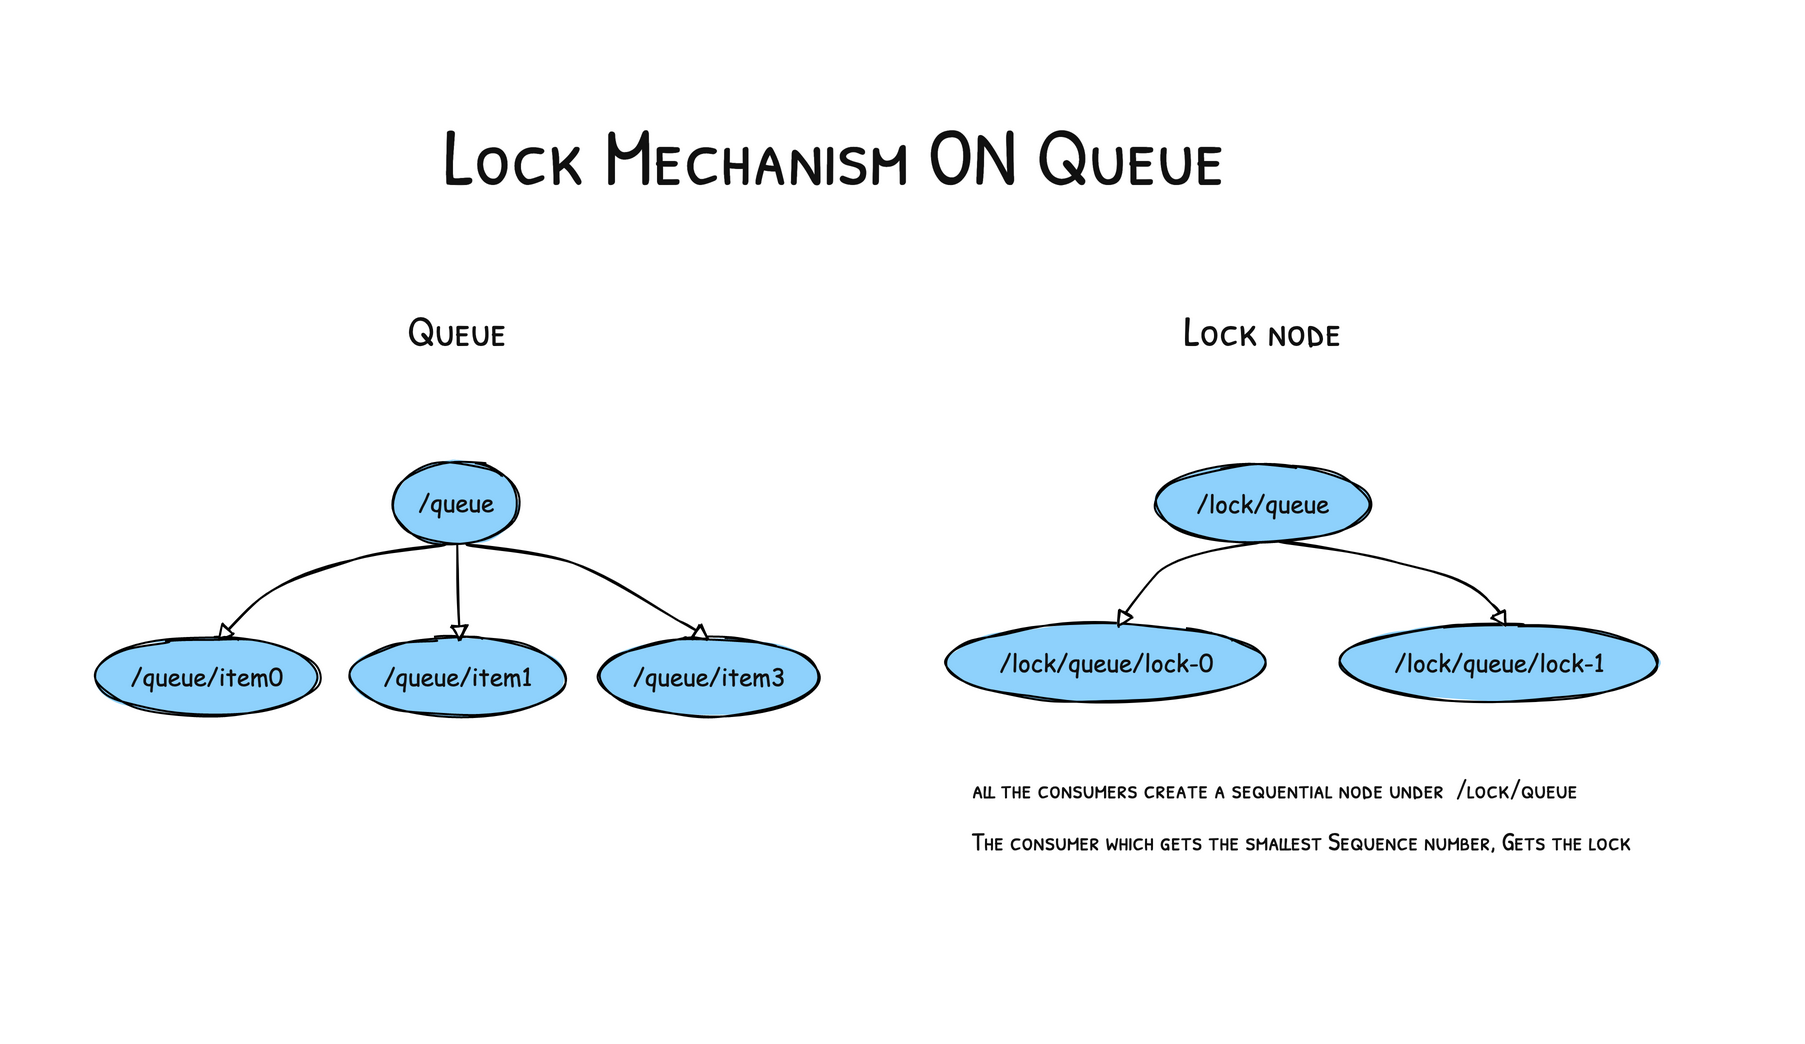 Lock Mechanism ON Queue
Queue
Lock node
/queue
/lock/queue
/queue/item0
/queue/item1
/queue/item3
/lock/queue/lock-0
/lock/queue/lock-1
all the consumers create a sequential node under /lock/queue
The consumer which gets the smallest Sequence number, Gets the lock